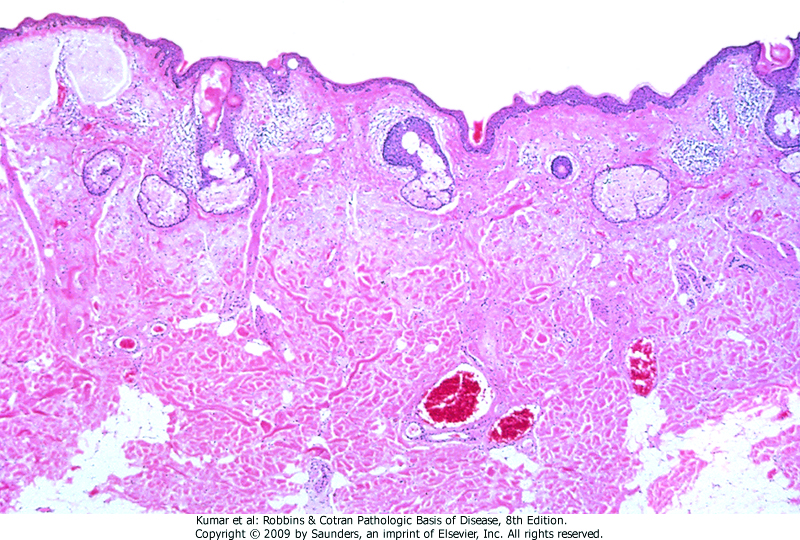 Kumar et al: Robbins & Cotran Pathologic Basis of Disease, 8th Edition.
Copyright © 2009 by Saunders, an imprint of Elsevier, Inc. All rights reserved.